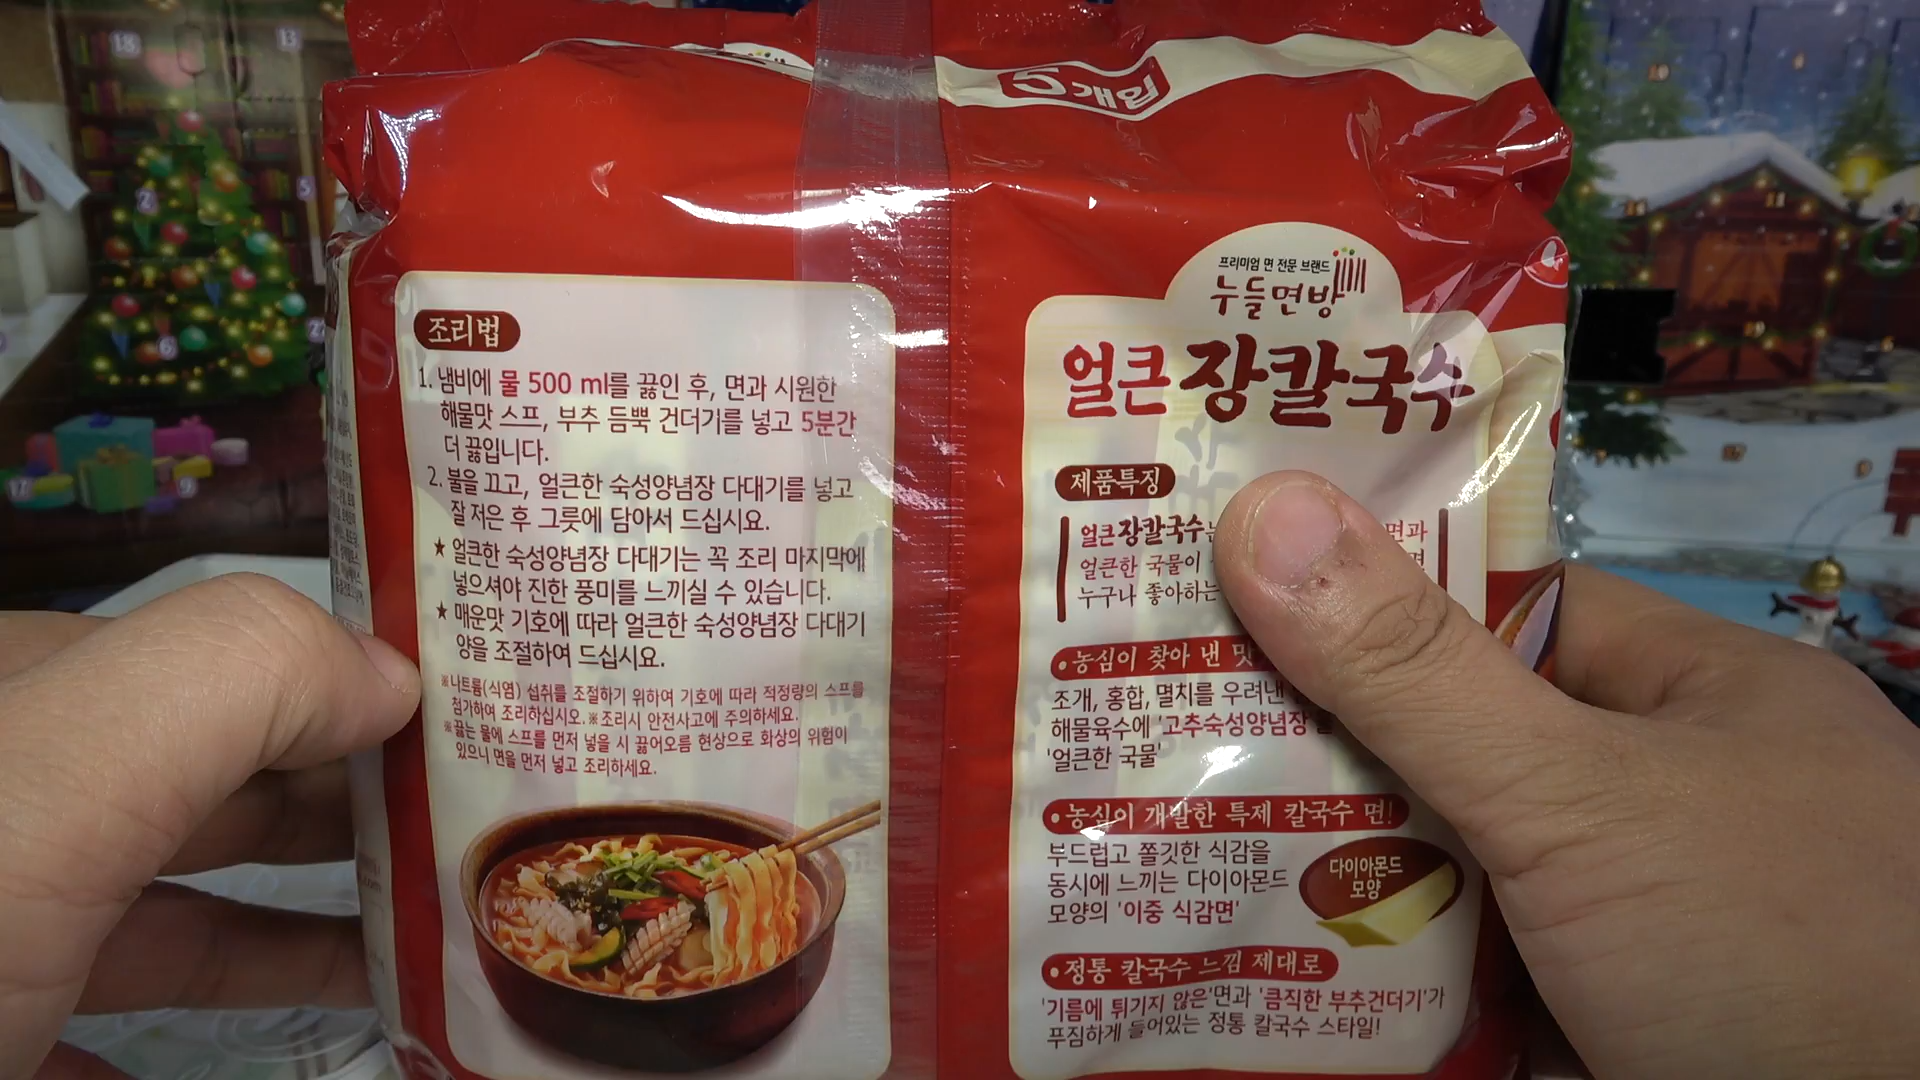 5개입
조리법
1. 냄비에 물 500 ml를 끓인 후, 면과 시원한
해물맛 스프, 부추 듬뿍 건더기를 넣고 5분간
더 끓입니다.
2. 불을 끄고, 얼큰한 숙성양념장 다대기를 넣고
잘 저은 후 그릇에 담아서 드십시요.
★ 얼큰한 숙성양념장 다대기는 꼭 조리 마지막에
넣으셔야 진한 풍미를 느끼실 수 있습니다.
★ 매운맛 기호에 따라 얼큰한 숙성양념장 다대기
양을 조절하여 드십시요.
※나트륨(식염) 섭취를 조절하기 위하여 기호에 따라 적정량의 스프를
첨가하여 조리하십시오.※조리시 안전사고에 주의하세요.
※끓는 물에 스프를 먼저 넣을 시 끓어오름 현상으로 화상의 위험이
있으니 면을 먼저 넣고 조리하세요.
프리미엄 면 전문 브랜드
누들면방
얼큰 장칼국수
제품특징
얼큰장칼국수는 면과
얼큰한 국물이
누구나 좋아하는
•농심이 찾아 낸 맛
조개, 홍합, 멸치를 우려낸
해물육수에 '고추숙성양념장'
'얼큰한 국물'
•농심이 개발한 특제 칼국수 면!
부드럽고 쫄깃한 식감을
동시에 느끼는 다이아몬드
모양의 '이중 식감면'
다이아몬드
모양
•정통 칼국수 느낌 제대로
'기름에 튀기지 않은'면과 '큼직한 부추건더기'가
푸짐하게 들어있는 정통 칼국수 스타일!
18
13
5
2
6
9
17
10